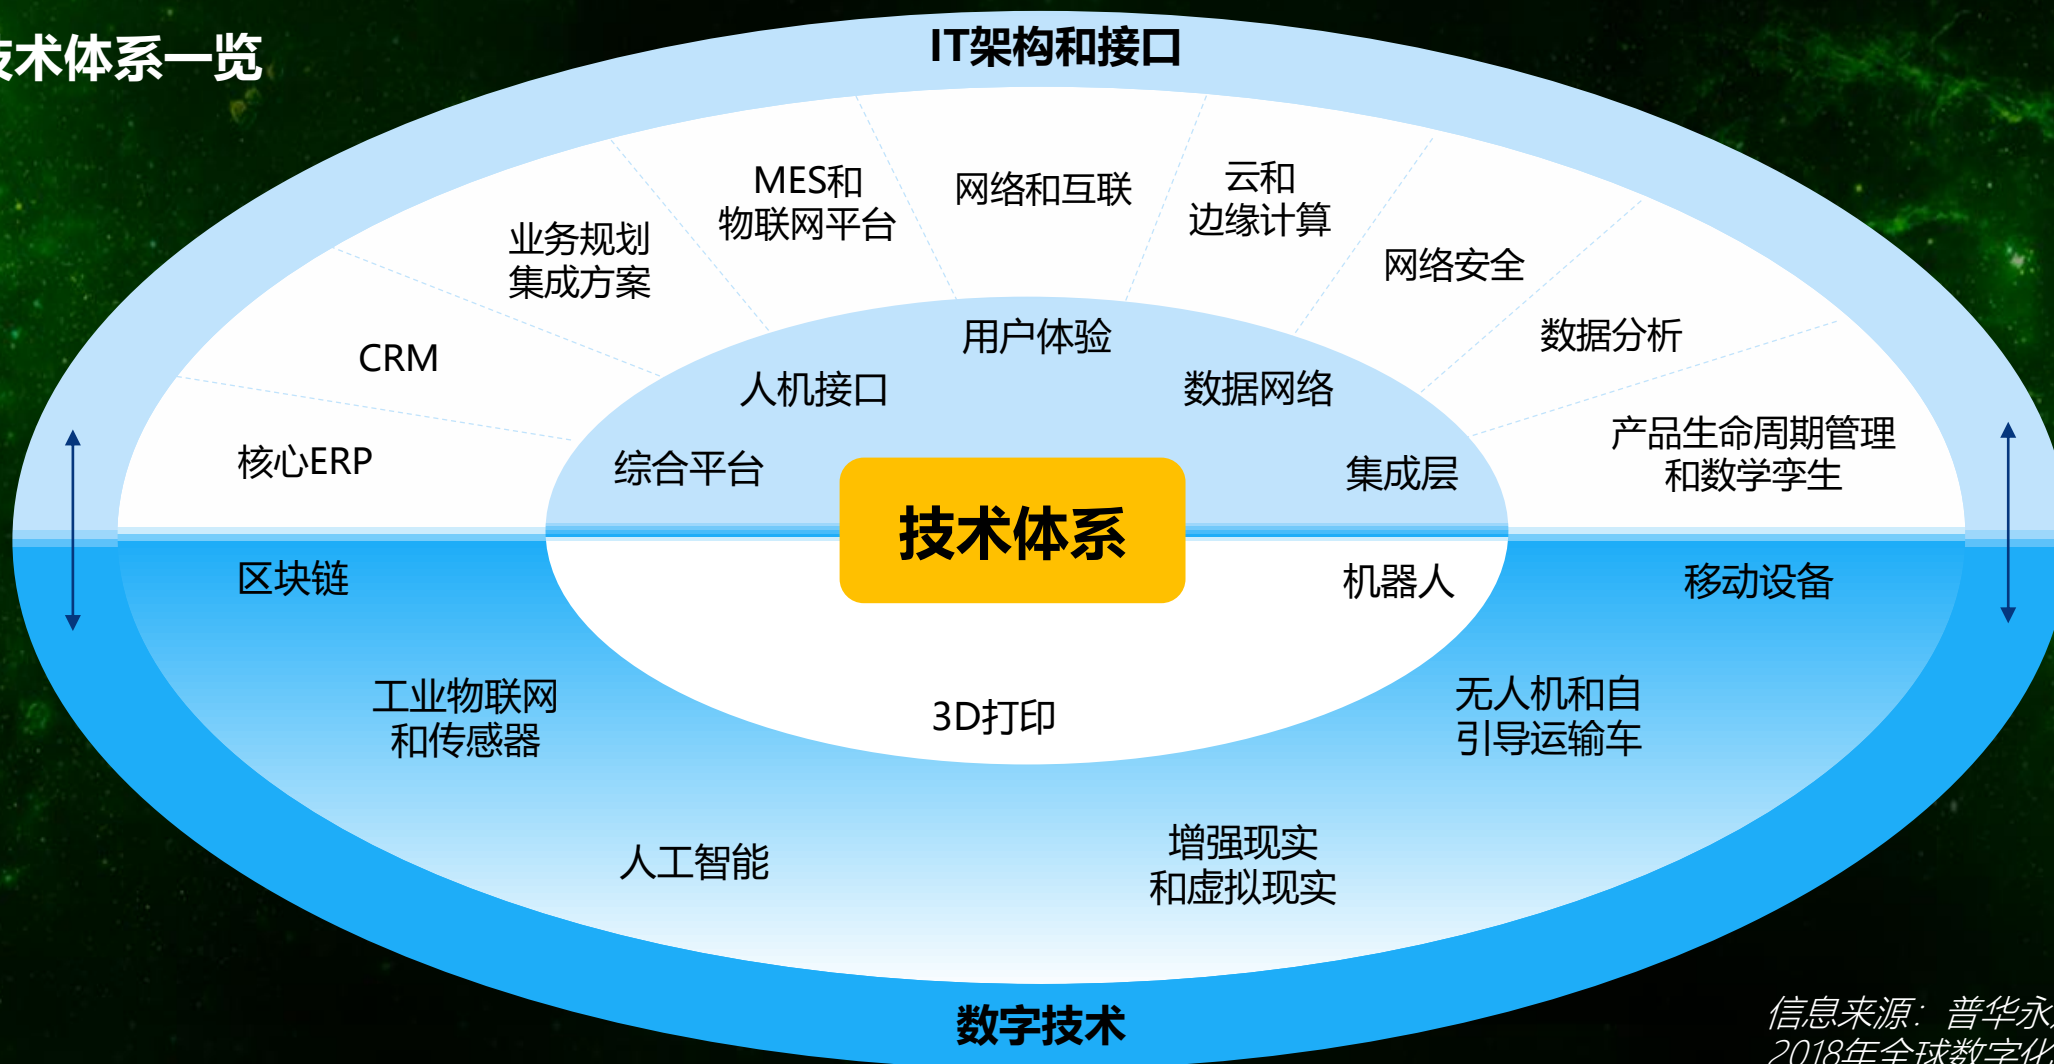 技术体系一览
IT架构和接口
MES和
物联网平台
网络和互联
云和
边缘计算
业务规划
集成方案
网络安全
数据分析
CRM
核心ERP
产品生命周期管理
和数学孪生
用户体验
人机接口
数据网络
综合平台
集成层
技术体系
区块链
机器人
移动设备
工业物联网
和传感器
3D打印
无人机和自
引导运输车
人工智能
增强现实
和虚拟现实
数字技术
信息来源：普华永
2018年全球数字化